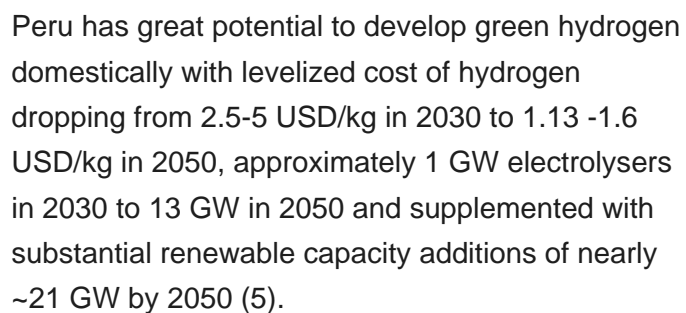 Peru has great potential to develop green hydrogen
domestically with levelized cost of hydrogen
dropping from 2.5-5 USD/kg in 2030 to 1.13 -1.6
USD/kg in 2050, approximately 1 GW electrolysers
in 2030 to 13 GW in 2050 and supplemented with
substantial renewable capacity additions of nearly
~21 GW by 2050 (5).